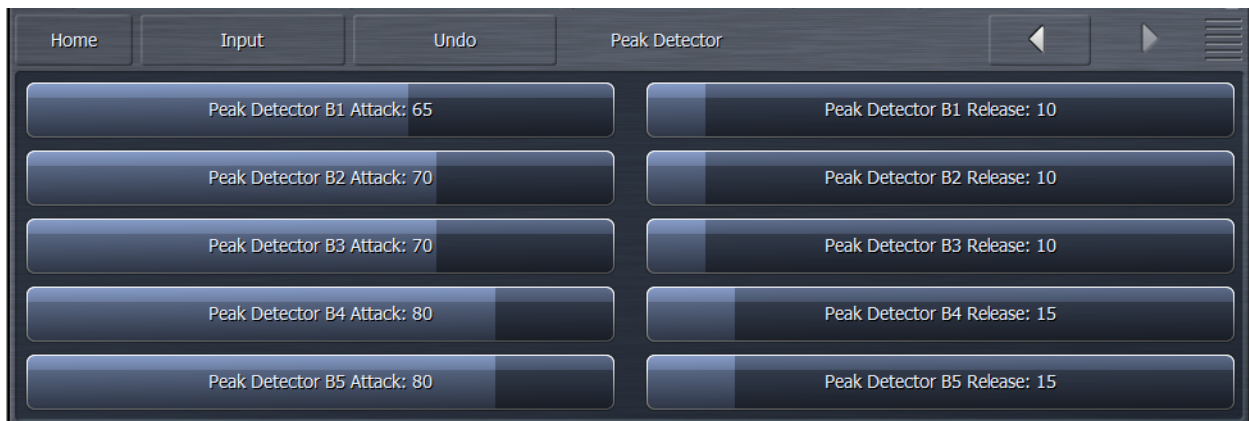 Home Input Undo Peak Detector
Peak Detector B1 Attack: 65 Peak Detector B1 Release: 10
Peak Detector B2 Attack: 70 Peak Detector B2 Release: 10
Peak Detector B3 Attack: 70 Peak Detector B3 Release: 10
Peak Detector B4 Attack: 80 Peak Detector B4 Release: 15
Peak Detector B5 Attack: 80 Peak Detector B5 Release: 15